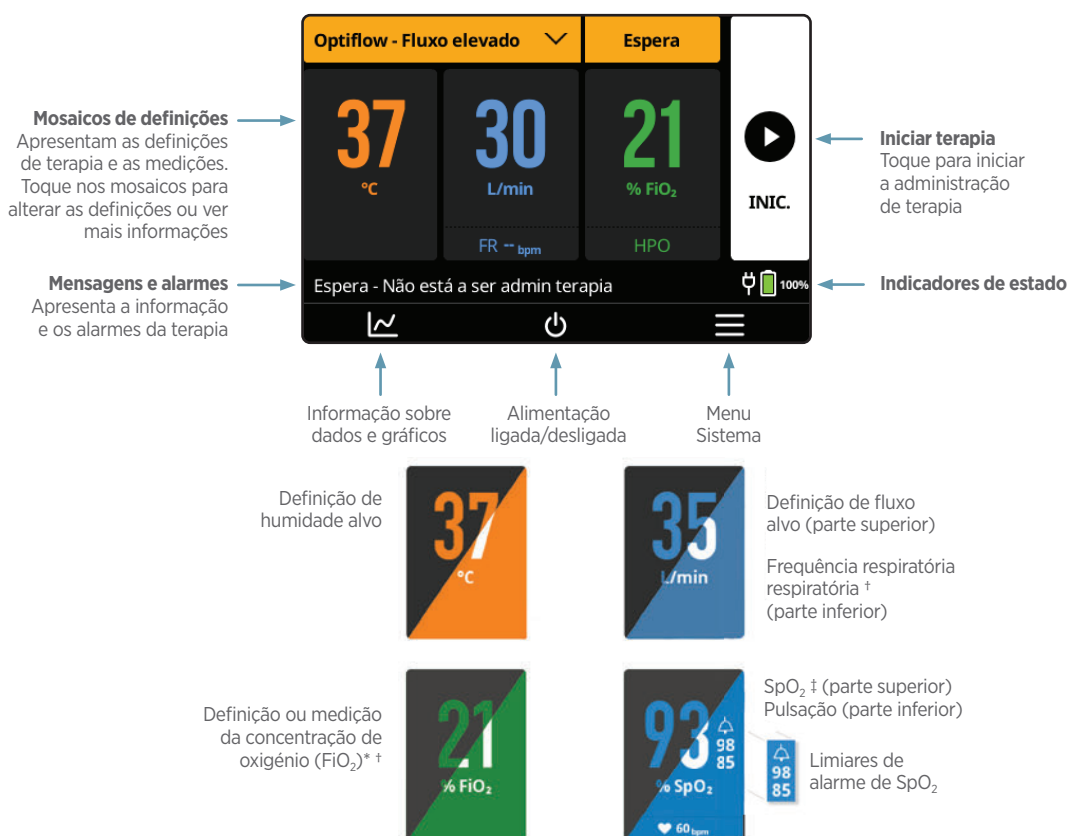 Optiflow - Fluxo elevado
Espera
37
°C
30
L/min
FR -- bpm
21
% FiO₂
HPO
INIC.
Espera - Não está a ser admin terapia
100%
Mosaicos de definições
Apresentam as definições
de terapia e as medições.
Toque nos mosaicos para
alterar as definições ou ver
mais informações
Mensagens e alarmes
Apresenta a informação
e os alarmes da terapia
Iniciar terapia
Toque para iniciar
a administração
de terapia
Indicadores de estado
Informação sobre
dados e gráficos
Alimentação
ligada/desligada
Menu
Sistema
Definição de
humidade alvo
37
°C
35
L/min
Definição de fluxo
alvo (parte superior)
Frequência respiratória
respiratória †
(parte inferior)
Definição ou medição
da concentração de
oxigénio (FiO₂)* †
21
% FiO₂
93
% SpO₂
98
85
60 bpm
SpO₂ ‡ (parte superior)
Pulsação (parte inferior)
98
85
Limiares de
alarme de SpO₂